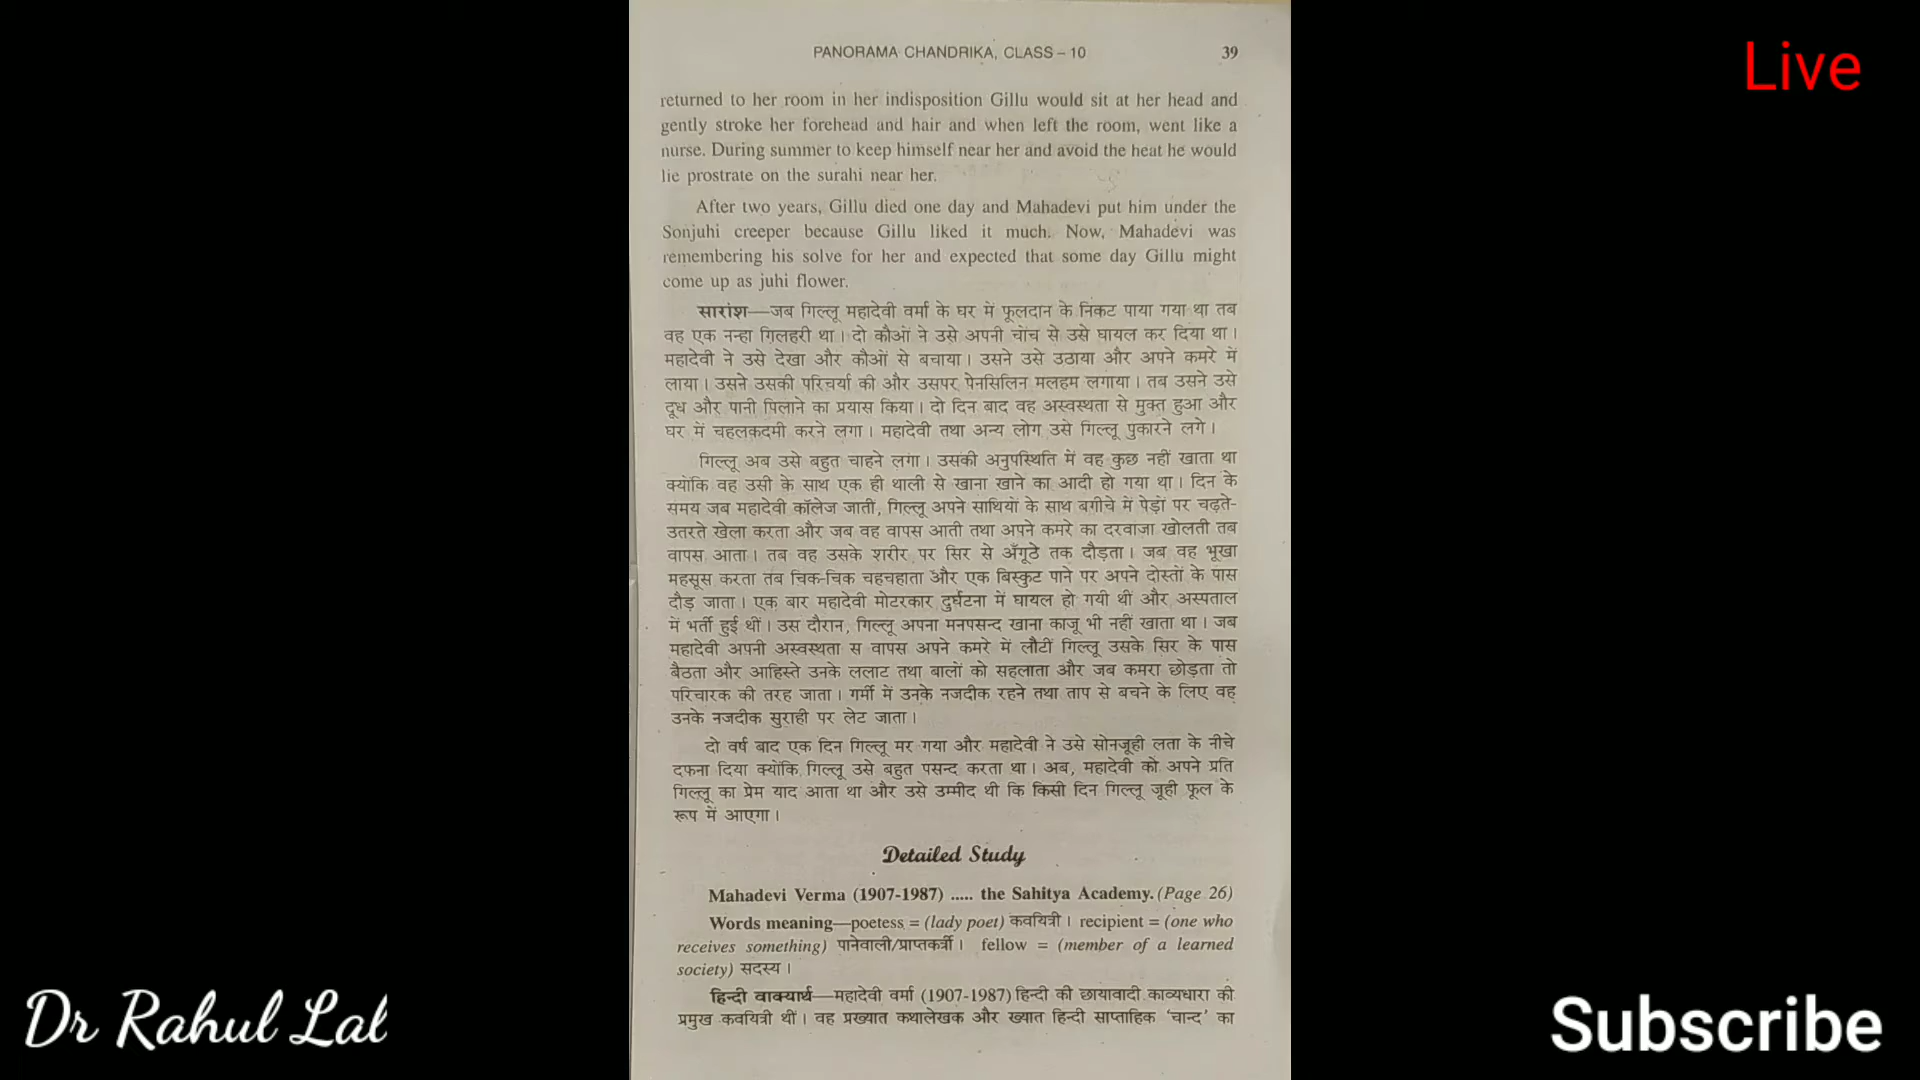 PANORAMA CHANDRIKA, CLASS – 10 39
Live
returned to her room in her indisposition Gillu would sit at her head and
gently stroke her forehead and hair and when left the room, went like a
nurse. During summer to keep himself near her and avoid the heat he would
lie prostrate on the surahi near her.
After two years, Gillu died one day and Mahadevi put him under the
Sonjuhi creeper because Gillu liked it much. Now, Mahadevi was
remembering his solve for her and expected that some day Gillu might
come up as juhi flower.
सारांश—जब गिल्लू महादेवी वर्मा के घर में फूलदान के निकट पाया गया था तब
वह एक नन्हा गिलहरी था। दो कौओं ने उसे अपनी चोंच से उसे घायल कर दिया था।
महादेवी ने उसे देखा और कौओं से बचाया। उसने उसे उठाया और अपने कमरे में
लाया। उसने उसकी परिचर्या की और उसपर पेनसिलिन मलहम लगाया। तब उसने उसे
दूध और पानी पिलाने का प्रयास किया। दो दिन बाद वह अस्वस्थता से मुक्त हुआ और
घर में चहलकदमी करने लगा। महादेवी तथा अन्य लोग उसे गिल्लू पुकारने लगे।
गिल्लू अब उसे बहुत चाहने लगा। उसकी अनुपस्थिति में वह कुछ नहीं खाता था
क्योंकि वह उसी के साथ एक ही थाली से खाना खाने का आदी हो गया था। दिन के
समय जब महादेवी कॉलेज जातीं, गिल्लू अपने साथियों के साथ बगीचे में पेड़ों पर चढ़ते-
उतरते खेला करता और जब वह वापस आती तथा अपने कमरे का दरवाज़ा खोलती तब
वापस आता। तब वह उसके शरीर पर सिर से अँगूठे तक दौड़ता। जब वह भूखा
महसूस करता तब चिक-चिक चहचहाता और एक बिस्कुट पाने पर अपने दोस्तों के पास
दौड़ जाता। एक बार महादेवी मोटरकार दुर्घटना में घायल हो गयी थीं और अस्पताल
में भर्ती हुई थीं। उस दौरान, गिल्लू अपना मनपसन्द खाना काजू भी नहीं खाता था। जब
महादेवी अपनी अस्वस्थता स वापस अपने कमरे में लौटीं गिल्लू उसके सिर के पास
बैठता और आहिस्ते उनके ललाट तथा बालों को सहलाता और जब कमरा छोड़ता तो
परिचारक की तरह जाता। गर्मी में उनके नजदीक रहने तथा ताप से बचने के लिए वह
उनके नजदीक सुराही पर लेट जाता।
दो वर्ष बाद एक दिन गिल्लू मर गया और महादेवी ने उसे सोनजूही लता के नीचे
दफना दिया क्योंकि गिल्लू उसे बहुत पसन्द करता था। अब, महादेवी को अपने प्रति
गिल्लू का प्रेम याद आता था और उसे उम्मीद थी कि किसी दिन गिल्लू जूही फूल के
रूप में आएगा।
Detailed Study
Mahadevi Verma (1907-1987) ..... the Sahitya Academy. (Page 26)
Words meaning—poetess = (lady poet) कवयित्री। recipient = (one who
receives something) पानेवाली/प्राप्तकर्त्री। fellow = (member of a learned
society) सदस्य।
हिन्दी वाक्यार्थ—महादेवी वर्मा (1907-1987) हिन्दी की छायावादी काव्यधारा की
प्रमुख कवयित्री थीं। वह प्रख्यात कथालेखक और ख्यात हिन्दी साप्ताहिक 'चान्द' का
Dr Rahul Lal
Subscribe